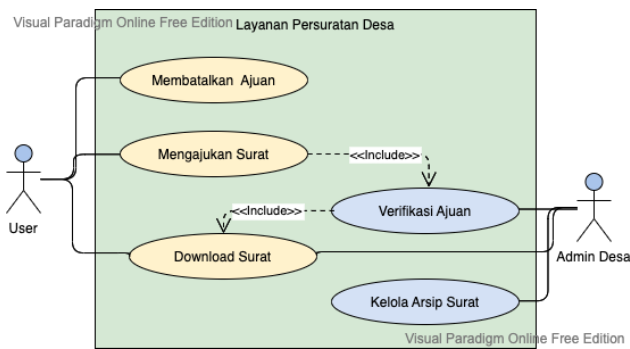 Visual Paradigm Online Free Edition
Layanan Persuratan Desa
Membatalkan Ajuan
Mengajukan Surat
<<Include>>
User
Verifikasi Ajuan
<<Include>>
Download Surat
Admin Desa
Kelola Arsip Surat
Visual Paradigm Online Free Edition